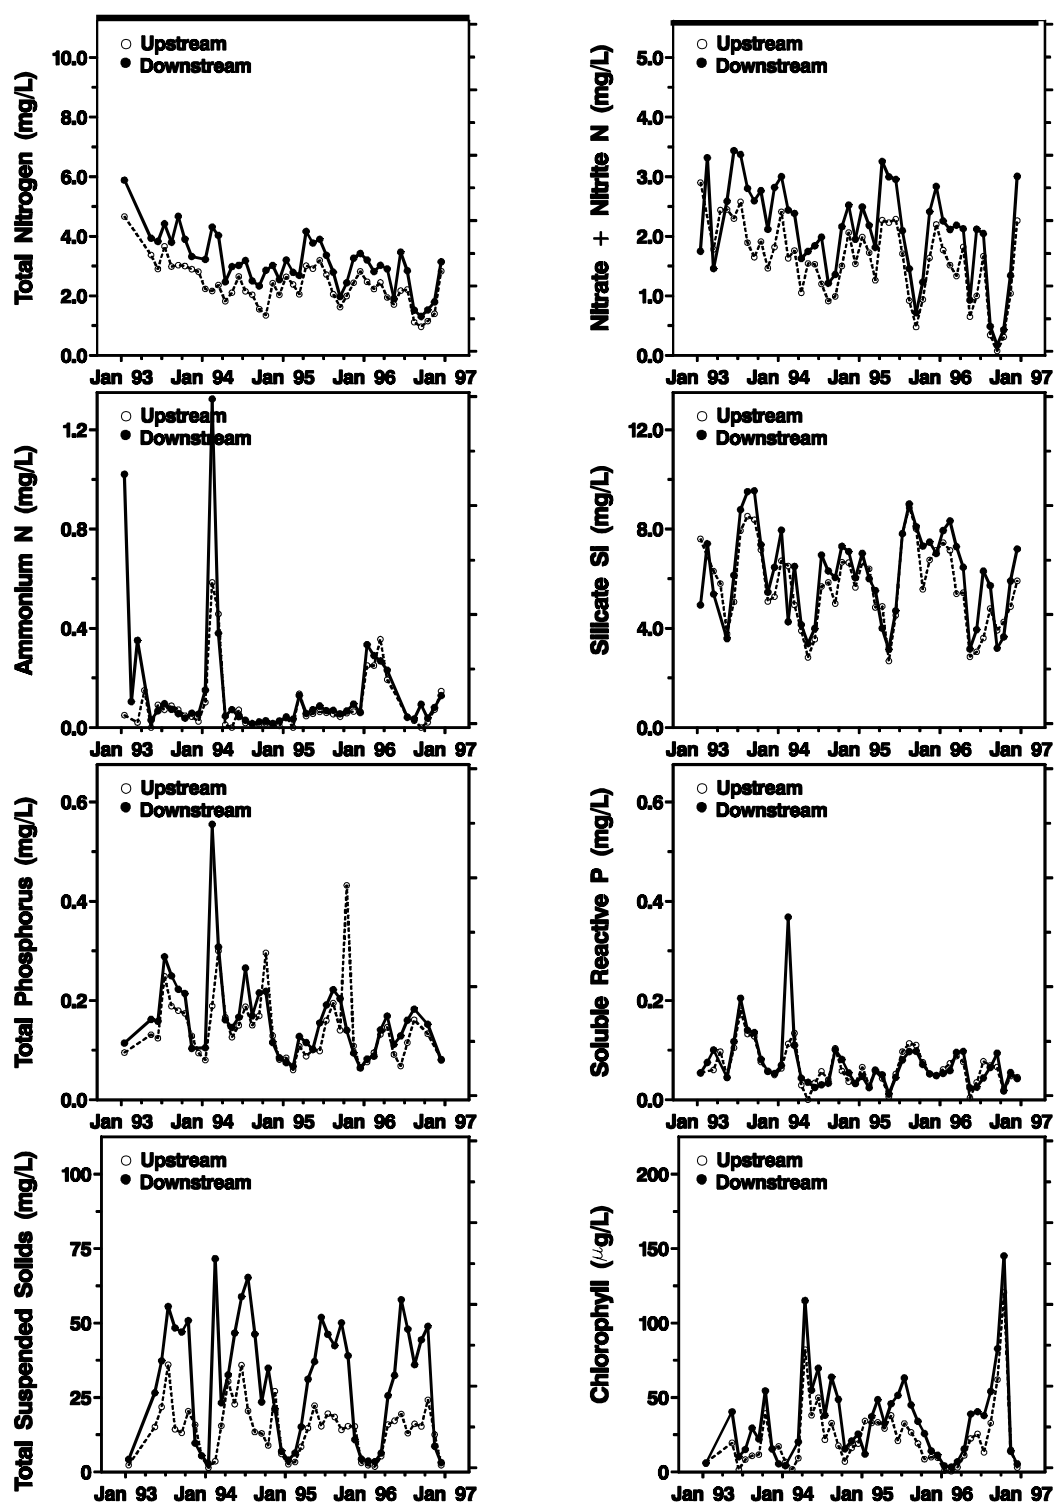 Total Nitrogen (mg/L)
Upstream
Downstream
10.0
8.0
6.0
4.0
2.0
0.0
Jan 93 Jan 94 Jan 95 Jan 96 Jan 97
Nitrate + Nitrite N (mg/L)
Upstream
Downstream
5.0
4.0
3.0
2.0
1.0
0.0
Jan 93 Jan 94 Jan 95 Jan 96 Jan 97
Ammonium N (mg/L)
Upstream
Downstream
1.2
0.8
0.4
0.0
Jan 93 Jan 94 Jan 95 Jan 96 Jan 97
Silicate Si (mg/L)
Upstream
Downstream
12.0
8.0
4.0
0.0
Jan 93 Jan 94 Jan 95 Jan 96 Jan 97
Total Phosphorus (mg/L)
Upstream
Downstream
0.6
0.4
0.2
0.0
Jan 93 Jan 94 Jan 95 Jan 96 Jan 97
Soluble Reactive P (mg/L)
Upstream
Downstream
0.6
0.4
0.2
0.0
Jan 93 Jan 94 Jan 95 Jan 96 Jan 97
Total Suspended Solids (mg/L)
Upstream
Downstream
100
75
50
25
0
Jan 93 Jan 94 Jan 95 Jan 96 Jan 97
Chlorophyll (μg/L)
Upstream
Downstream
200
150
100
50
0
Jan 93 Jan 94 Jan 95 Jan 96 Jan 97